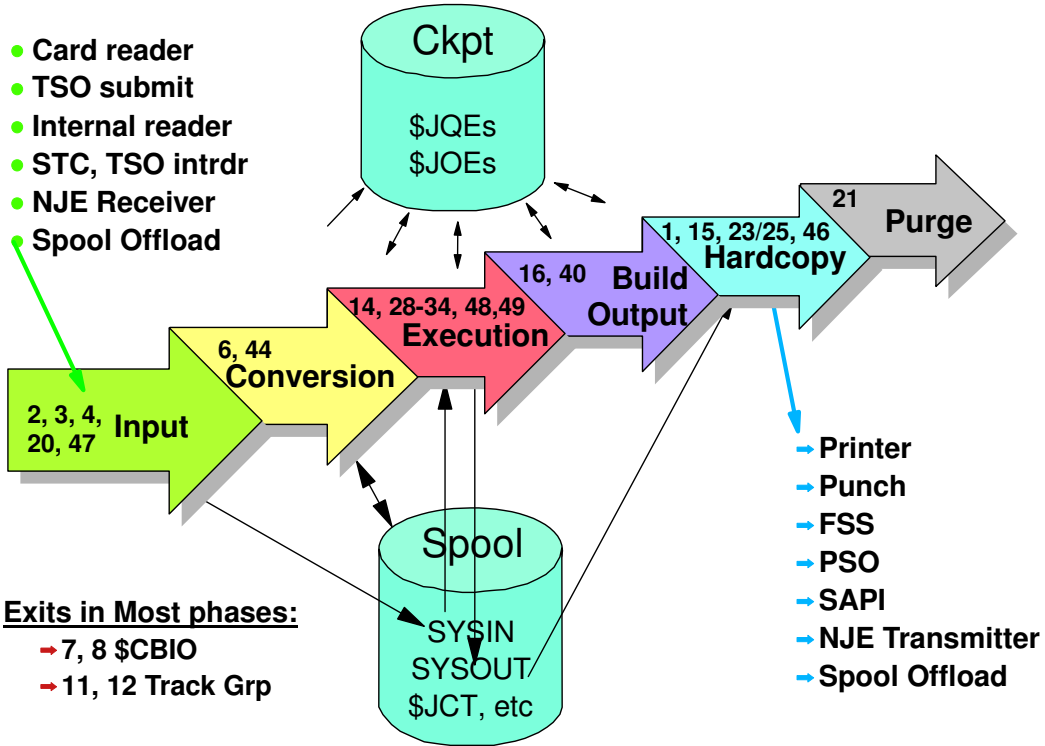 Card reader
TSO submit
Internal reader
STC, TSO intrdr
NJE Receiver
Spool Offload
Ckpt
$JQEs
$JOEs
2, 3, 4,
20, 47
Input
6, 44
Conversion
14, 28-34, 48,49
Execution
16, 40
Build
Output
1, 15, 23/25, 46
Hardcopy
21
Purge
Spool
SYSIN
SYSOUT
$JCT, etc
Exits in Most phases:
7, 8 $CBIO
11, 12 Track Grp
Printer
Punch
FSS
PSO
SAPI
NJE Transmitter
Spool Offload